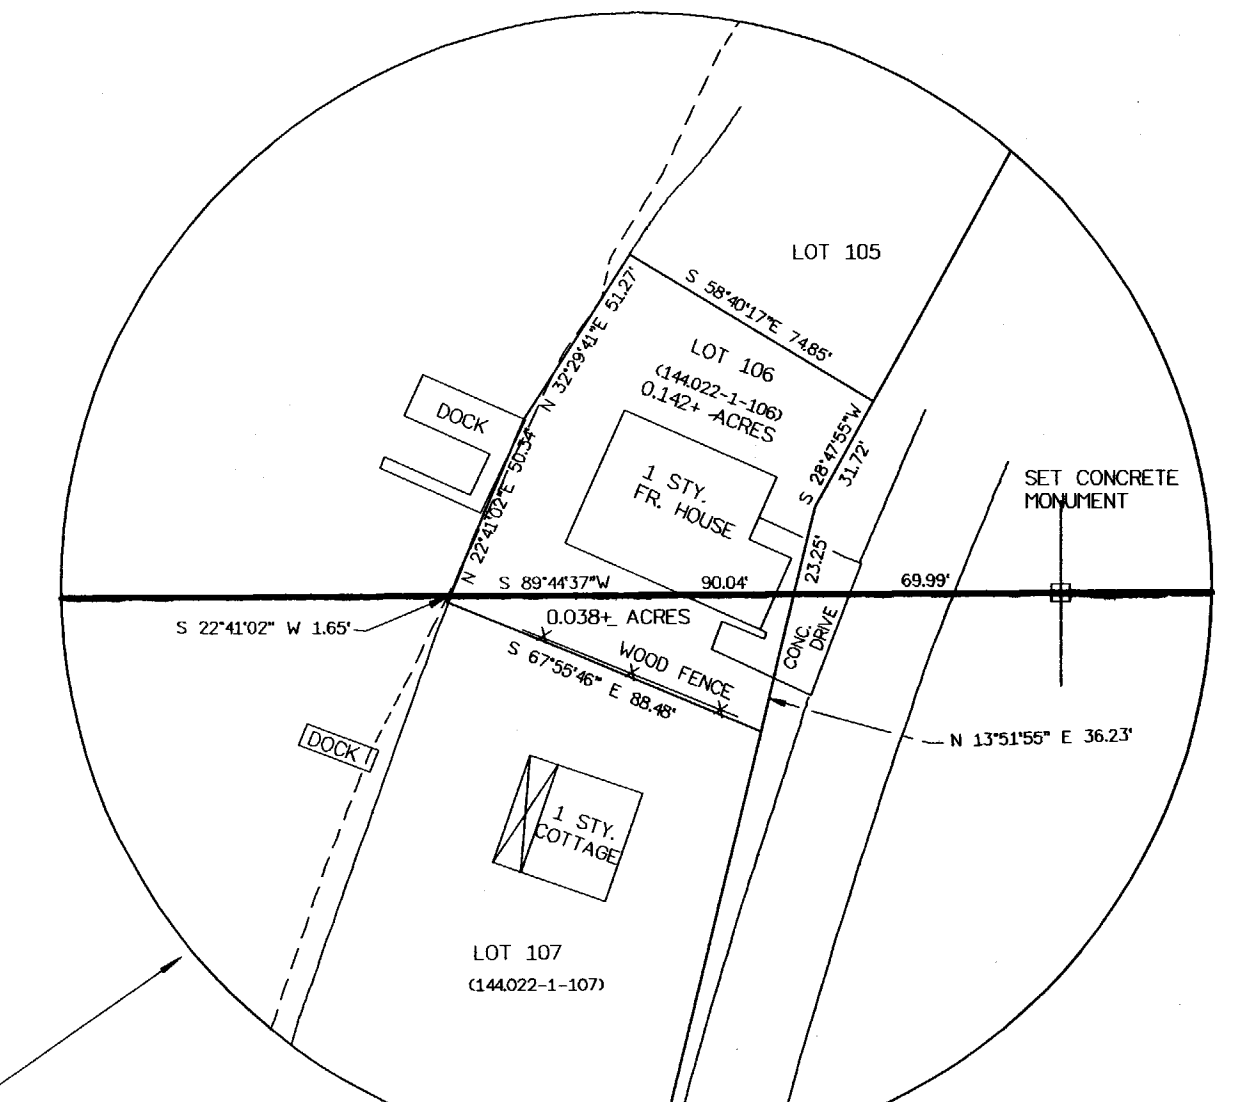 LOT 105
S 58°40'17"E 74.85'
N 32°29'41"E 51.27'
LOT 106
(144.022-1-106)
0.142+ ACRES
DOCK
S 28°47'55"W
31.72'
1 STY.
FR. HOUSE
N 22°41'02"E 50.34'
SET CONCRETE
MONUMENT
23.25'
S 89°44'37"W 90.04' 69.99'
S 22°41'02" W 1.65'
0.038+_ ACRES
CONC.
DRIVE
WOOD FENCE
S 67°55'46" E 88.48'
N 13°51'55" E 36.23'
DOCK
1 STY.
COTTAGE
LOT 107
(144.022-1-107)